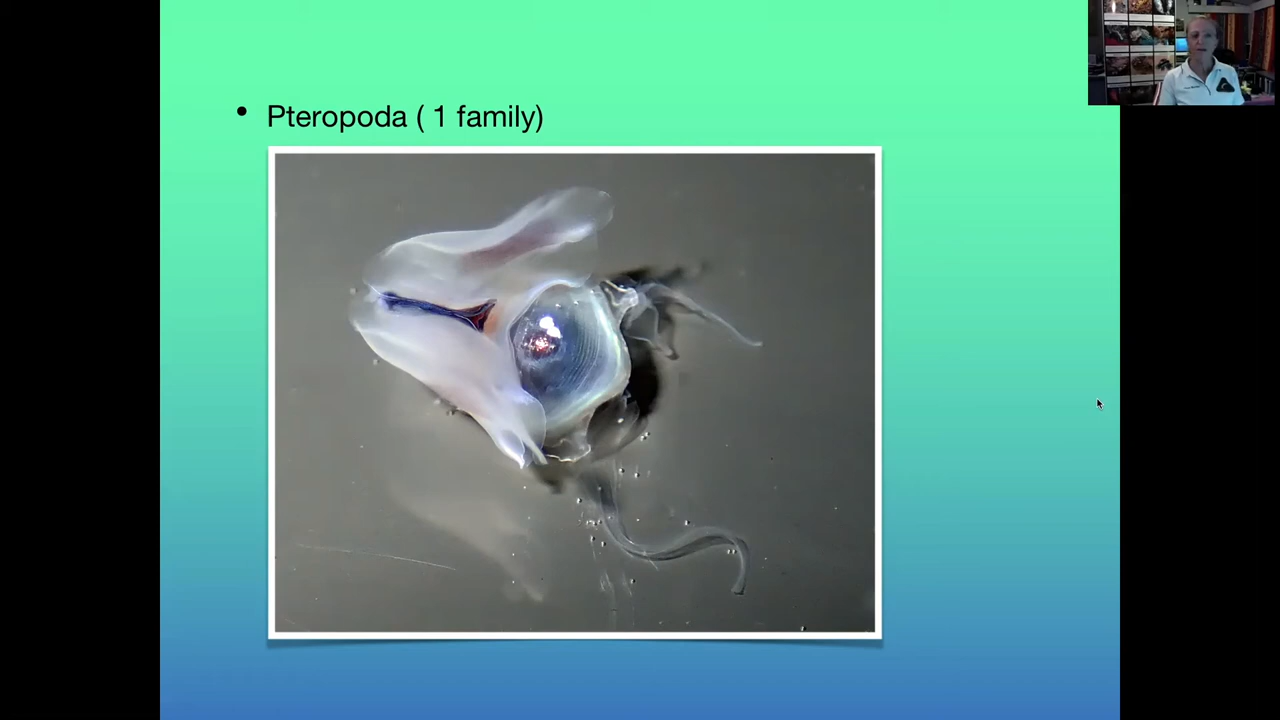 • Pteropoda ( 1 family)